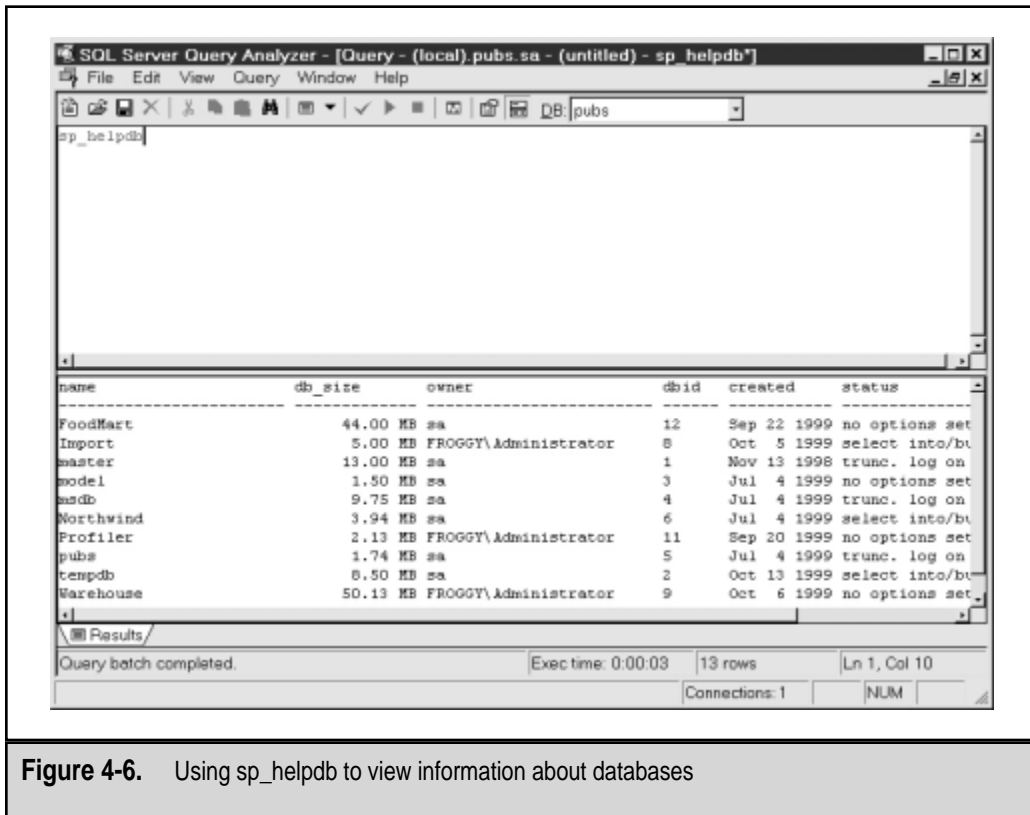 SQL Server Query Analyzer - [Query - (local).pubs.sa - (untitled) - sp_helpdb*]
File Edit View Query Window Help
DB: pubs
sp_helpdb
name db_size owner dbid created status
FoodMart 44.00 MB sa 12 Sep 22 1999 no options set
Import 5.00 MB FROGGY\Administrator 8 Oct 5 1999 select into/bu
master 13.00 MB sa 1 Nov 13 1998 trunc. log on
model 1.50 MB sa 3 Jul 4 1999 no options set
msdb 9.75 MB sa 4 Jul 4 1999 trunc. log on
Northwind 3.94 MB sa 6 Jul 4 1999 select into/bu
Profiler 2.13 MB FROGGY\Administrator 11 Sep 20 1999 no options set
pubs 1.74 MB sa 5 Jul 4 1999 trunc. log on
tempdb 8.50 MB sa 2 Oct 13 1999 select into/bu
Warehouse 50.13 MB FROGGY\Administrator 9 Oct 6 1999 no options set
Results
Query batch completed. Exec time: 0:00:03 13 rows Ln 1, Col 10
Connections: 1 NUM
Figure 4-6. Using sp_helpdb to view information about databases